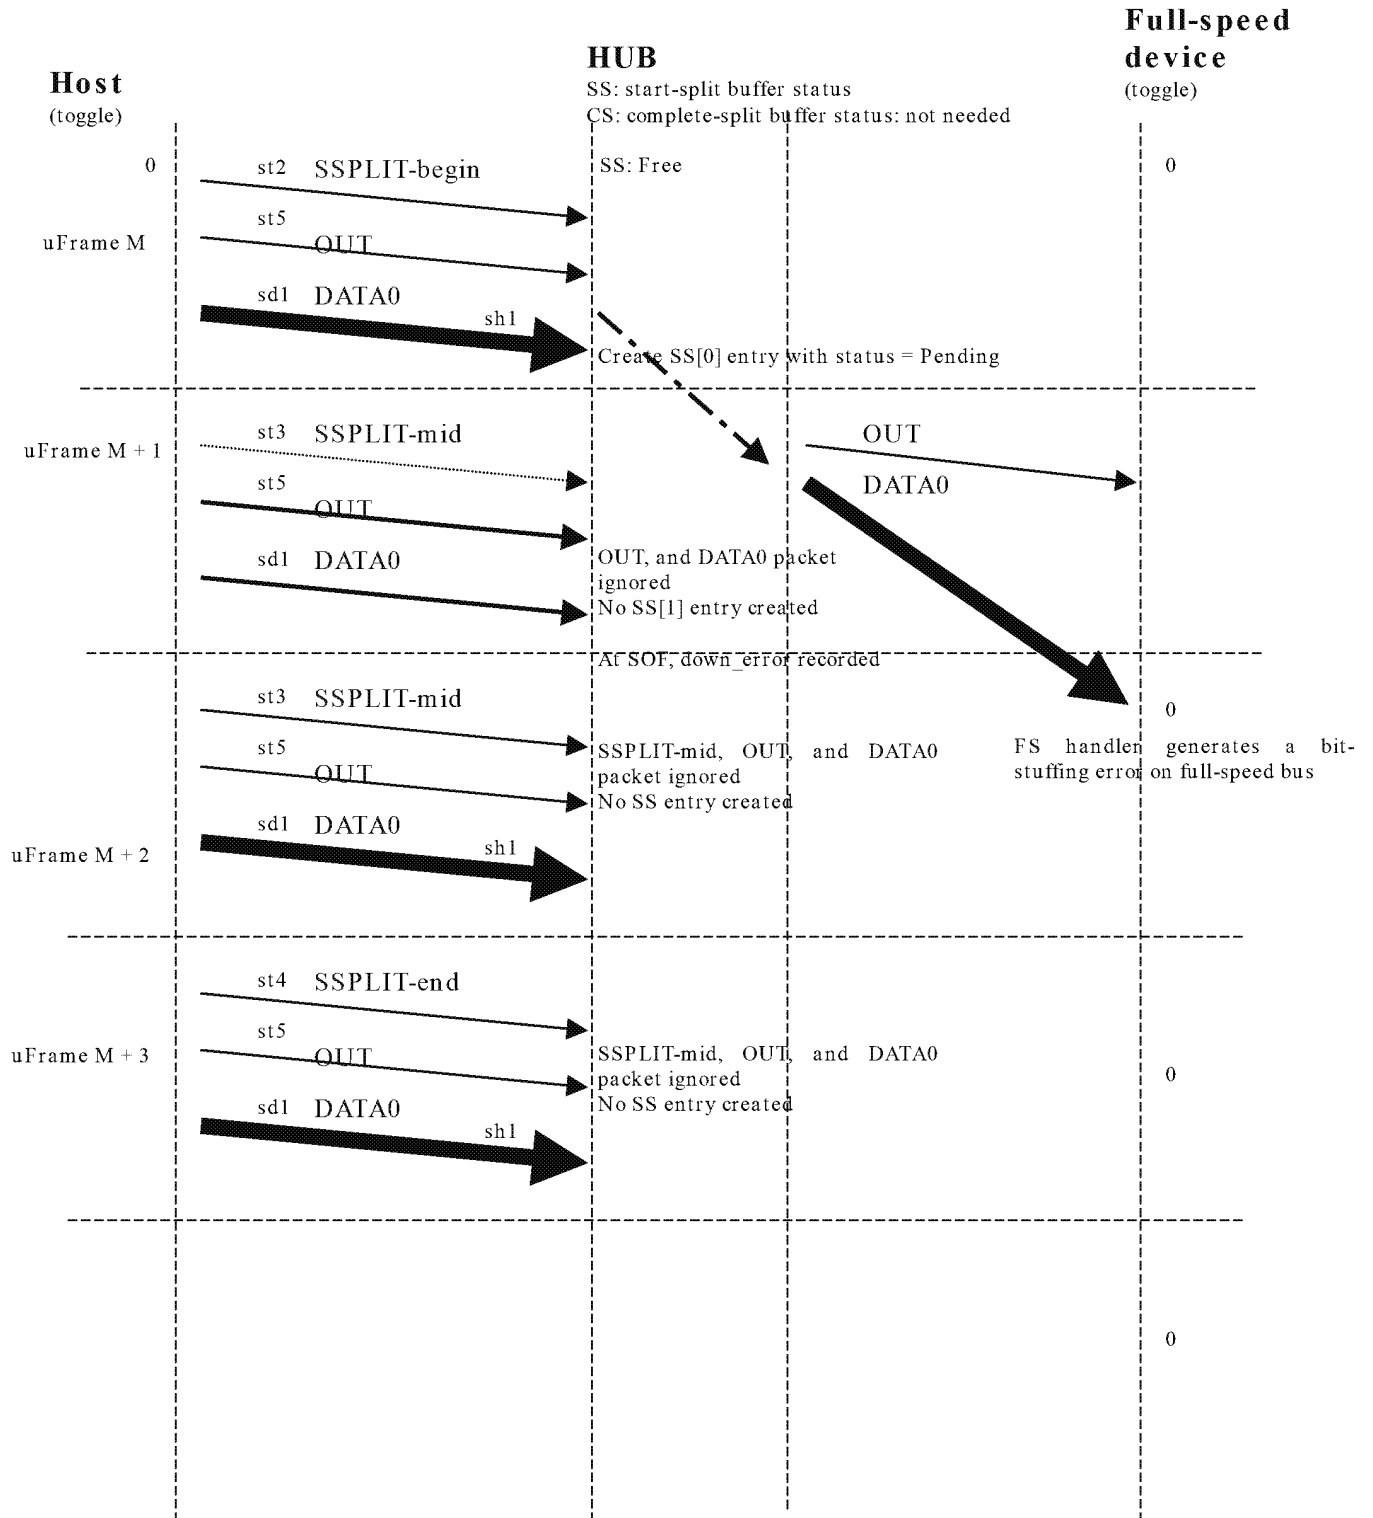 Full-speed
device
(toggle)
HUB
SS: start-split buffer status
CS: complete-split buffer status: not needed
Host
(toggle)
0
st2 SSPLIT-begin
SS: Free
0
st5
OUT
uFrame M
sd1 DATA0
sh1
Create SS[0] entry with status = Pending
st3 SSPLIT-mid
OUT
uFrame M + 1
st5
OUT
DATA0
sd1 DATA0
OUT, and DATA0 packet
ignored
No SS[1] entry created
At SOF, down_error recorded
st3 SSPLIT-mid
0
st5
OUT
SSPLIT-mid, OUT, and DATA0
packet ignored
No SS entry created
FS handler generates a bit-
stuffing error on full-speed bus
sd1 DATA0
sh1
uFrame M + 2
st4 SSPLIT-end
st5
OUT
uFrame M + 3
SSPLIT-mid, OUT, and DATA0
packet ignored
No SS entry created
0
sd1 DATA0
sh1
0